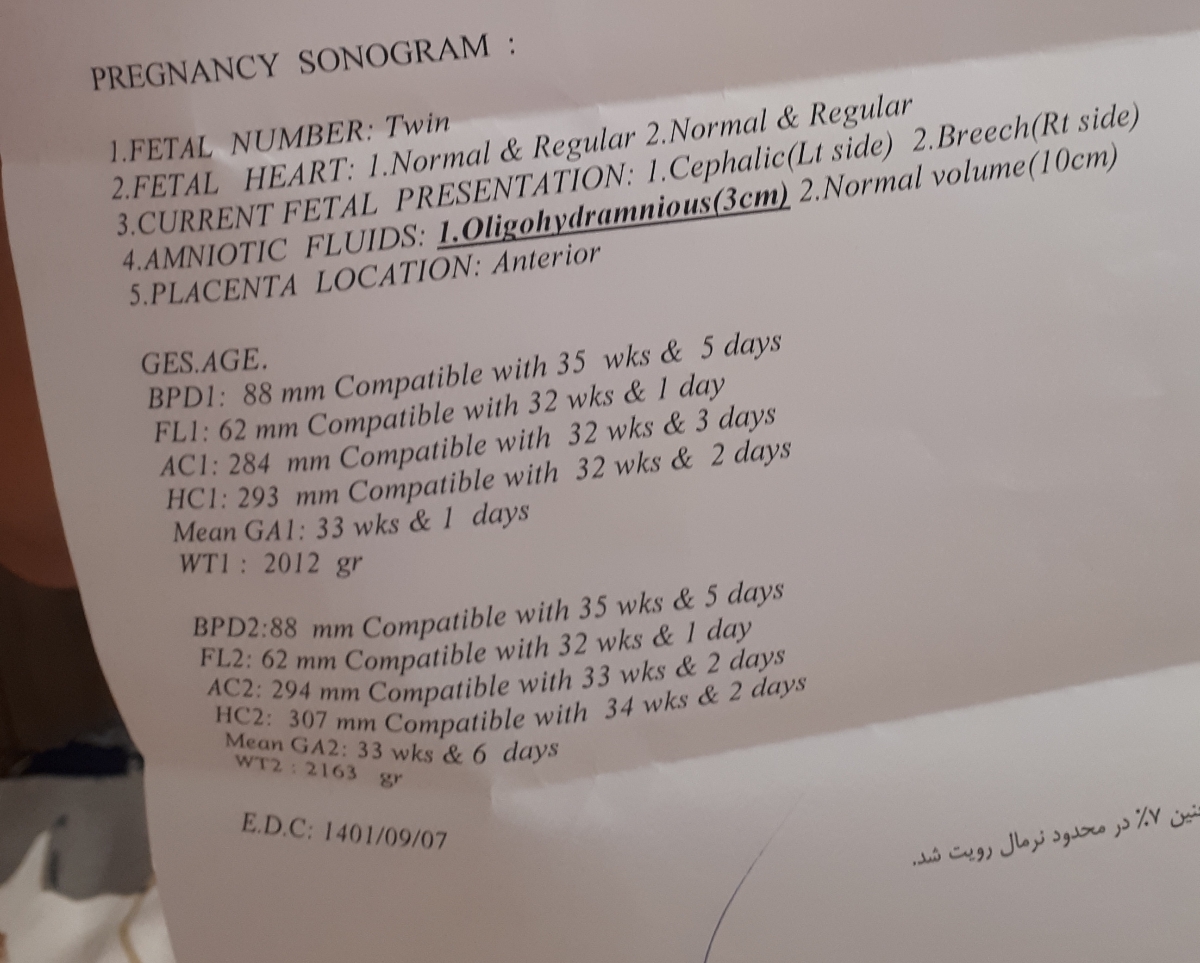 PREGNANCY SONOGRAM :
1.FETAL NUMBER: Twin
2.FETAL HEART: 1.Normal & Regular 2.Normal & Regular
3.CURRENT FETAL PRESENTATION: 1.Cephalic(Lt side) 2.Breech(Rt side)
4.AMNIOTIC FLUIDS: 1.Oligohydramnious(3cm) 2.Normal volume(10cm)
5.PLACENTA LOCATION: Anterior
GES.AGE.
BPD1: 88 mm Compatible with 35 wks & 5 days
FL1: 62 mm Compatible with 32 wks & 1 day
AC1: 284 mm Compatible with 32 wks & 3 days
HC1: 293 mm Compatible with 32 wks & 2 days
Mean GA1: 33 wks & 1 days
WT1 : 2012 gr
BPD2:88 mm Compatible with 35 wks & 5 days
FL2: 62 mm Compatible with 32 wks & 1 day
AC2: 294 mm Compatible with 33 wks & 2 days
HC2: 307 mm Compatible with 34 wks & 2 days
Mean GA2: 33 wks & 6 days
WT2 : 2163 gr
E.D.C: 1401/09/07
۷٪ در محدود نرمال رویت شد.